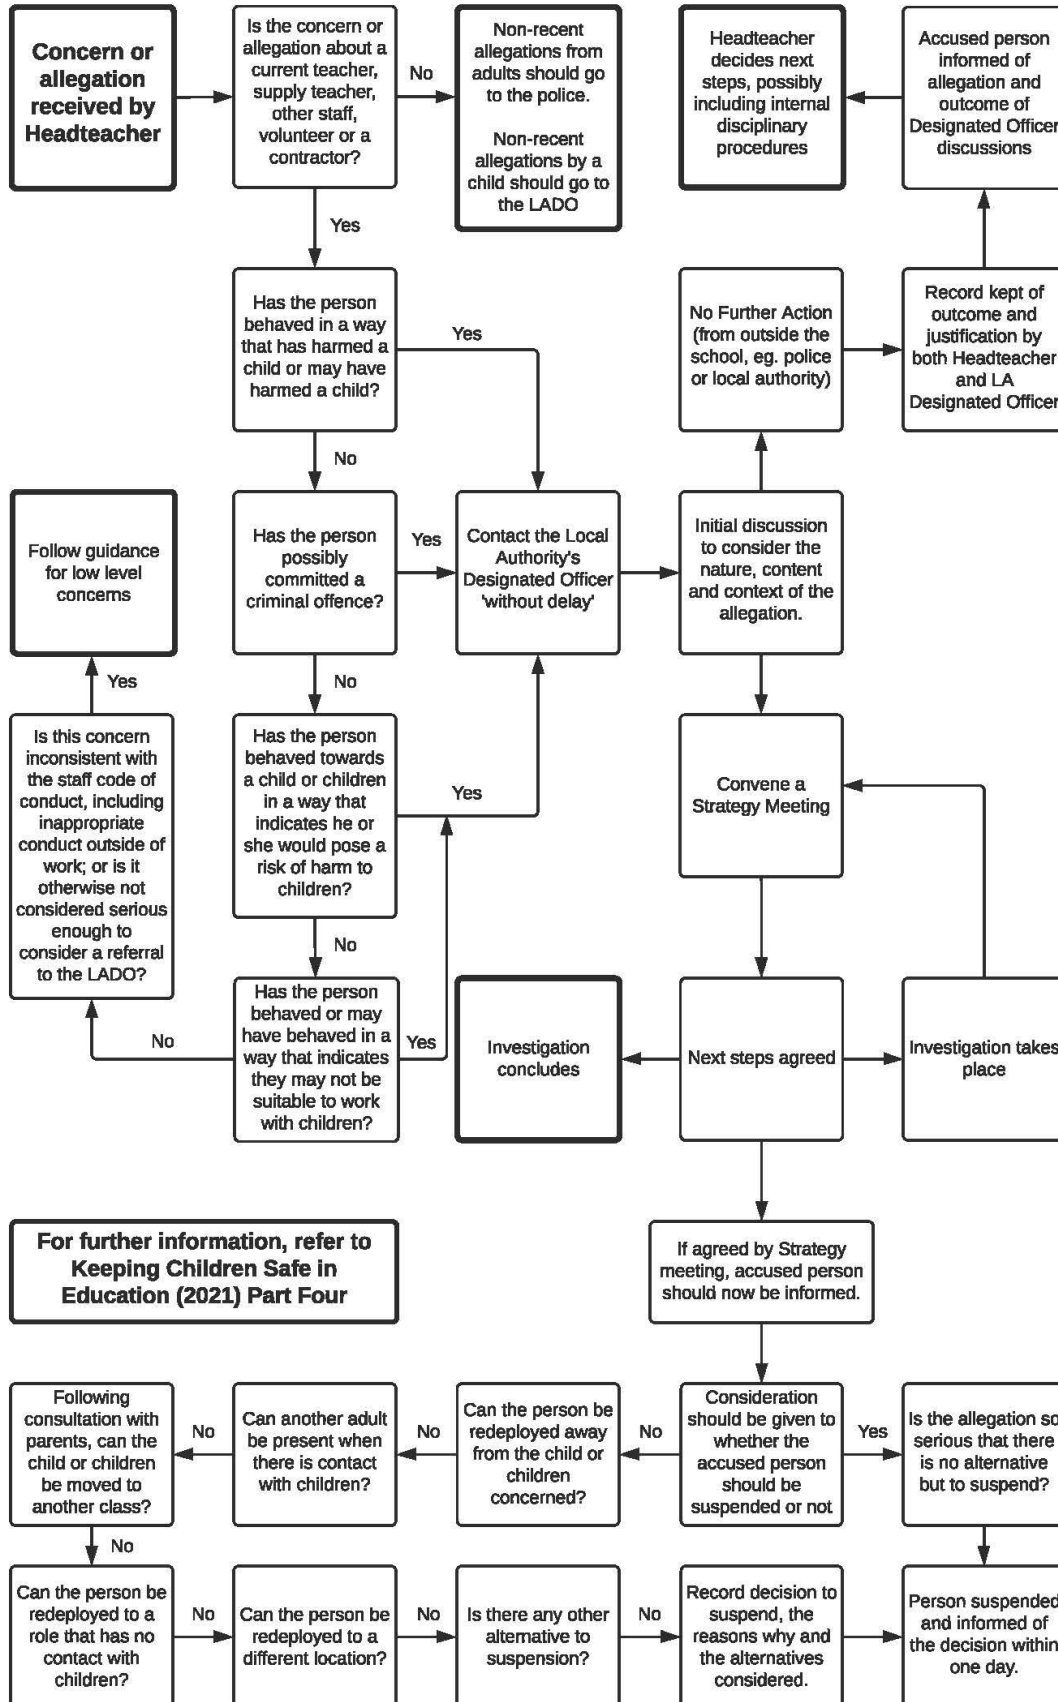 Concern or
allegation
received by
Headteacher
Is the concern or
allegation about a
current teacher,
supply teacher,
other staff,
volunteer or a
contractor?
No
Non-recent
allegations from
adults should go
to the police.
Non-recent
allegations by a
child should go to
the LADO
Headteacher
decides next
steps, possibly
including internal
disciplinary
procedures
Accused person
informed of
allegation and
outcome of
Designated Officer
discussions
Yes
Has the person
behaved in a way
that has harmed a
child or may have
harmed a child?
Yes
No Further Action
(from outside the
school, eg. police
or local authority)
Record kept of
outcome and
justification by
both Headteacher
and LA
Designated Officer
No
Follow guidance
for low level
concerns
Has the person
possibly
committed a
criminal offence?
Yes
Contact the Local
Authority's
Designated Officer
'without delay'
Initial discussion
to consider the
nature, content
and context of the
allegation.
Yes
No
Is this concern
inconsistent with
the staff code of
conduct, including
inappropriate
conduct outside of
work; or is it
otherwise not
considered serious
enough to
consider a referral
to the LADO?
Has the person
behaved towards
a child or children
in a way that
indicates he or
she would pose a
risk of harm to
children?
Yes
Convene a
Strategy Meeting
No
No
Has the person
behaved or may
have behaved in a
way that indicates
they may not be
suitable to work
with children?
Yes
Investigation
concludes
Next steps agreed
Investigation takes
place
For further information, refer to
Keeping Children Safe in
Education (2021) Part Four
If agreed by Strategy
meeting, accused person
should now be informed.
Following
consultation with
parents, can the
child or children
be moved to
another class?
No
Can another adult
be present when
there is contact
with children?
No
Can the person be
redeployed away
from the child or
children
concerned?
No
Consideration
should be given to
whether the
accused person
should be
suspended or not
Yes
Is the allegation so
serious that there
is no alternative
but to suspend?
No
Can the person be
redeployed to a
role that has no
contact with
children?
No
Can the person be
redeployed to a
different location?
No
Is there any other
alternative to
suspension?
No
Record decision to
suspend, the
reasons why and
the alternatives
considered.
Person suspended
and informed of
the decision within
one day.